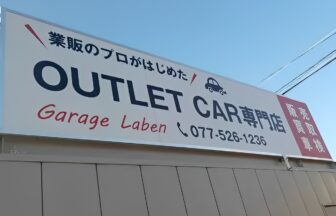 業販のプロがはじめた
OUTLET CAR専門店
Garage Laben
077-526-1236
販売
買取
車検